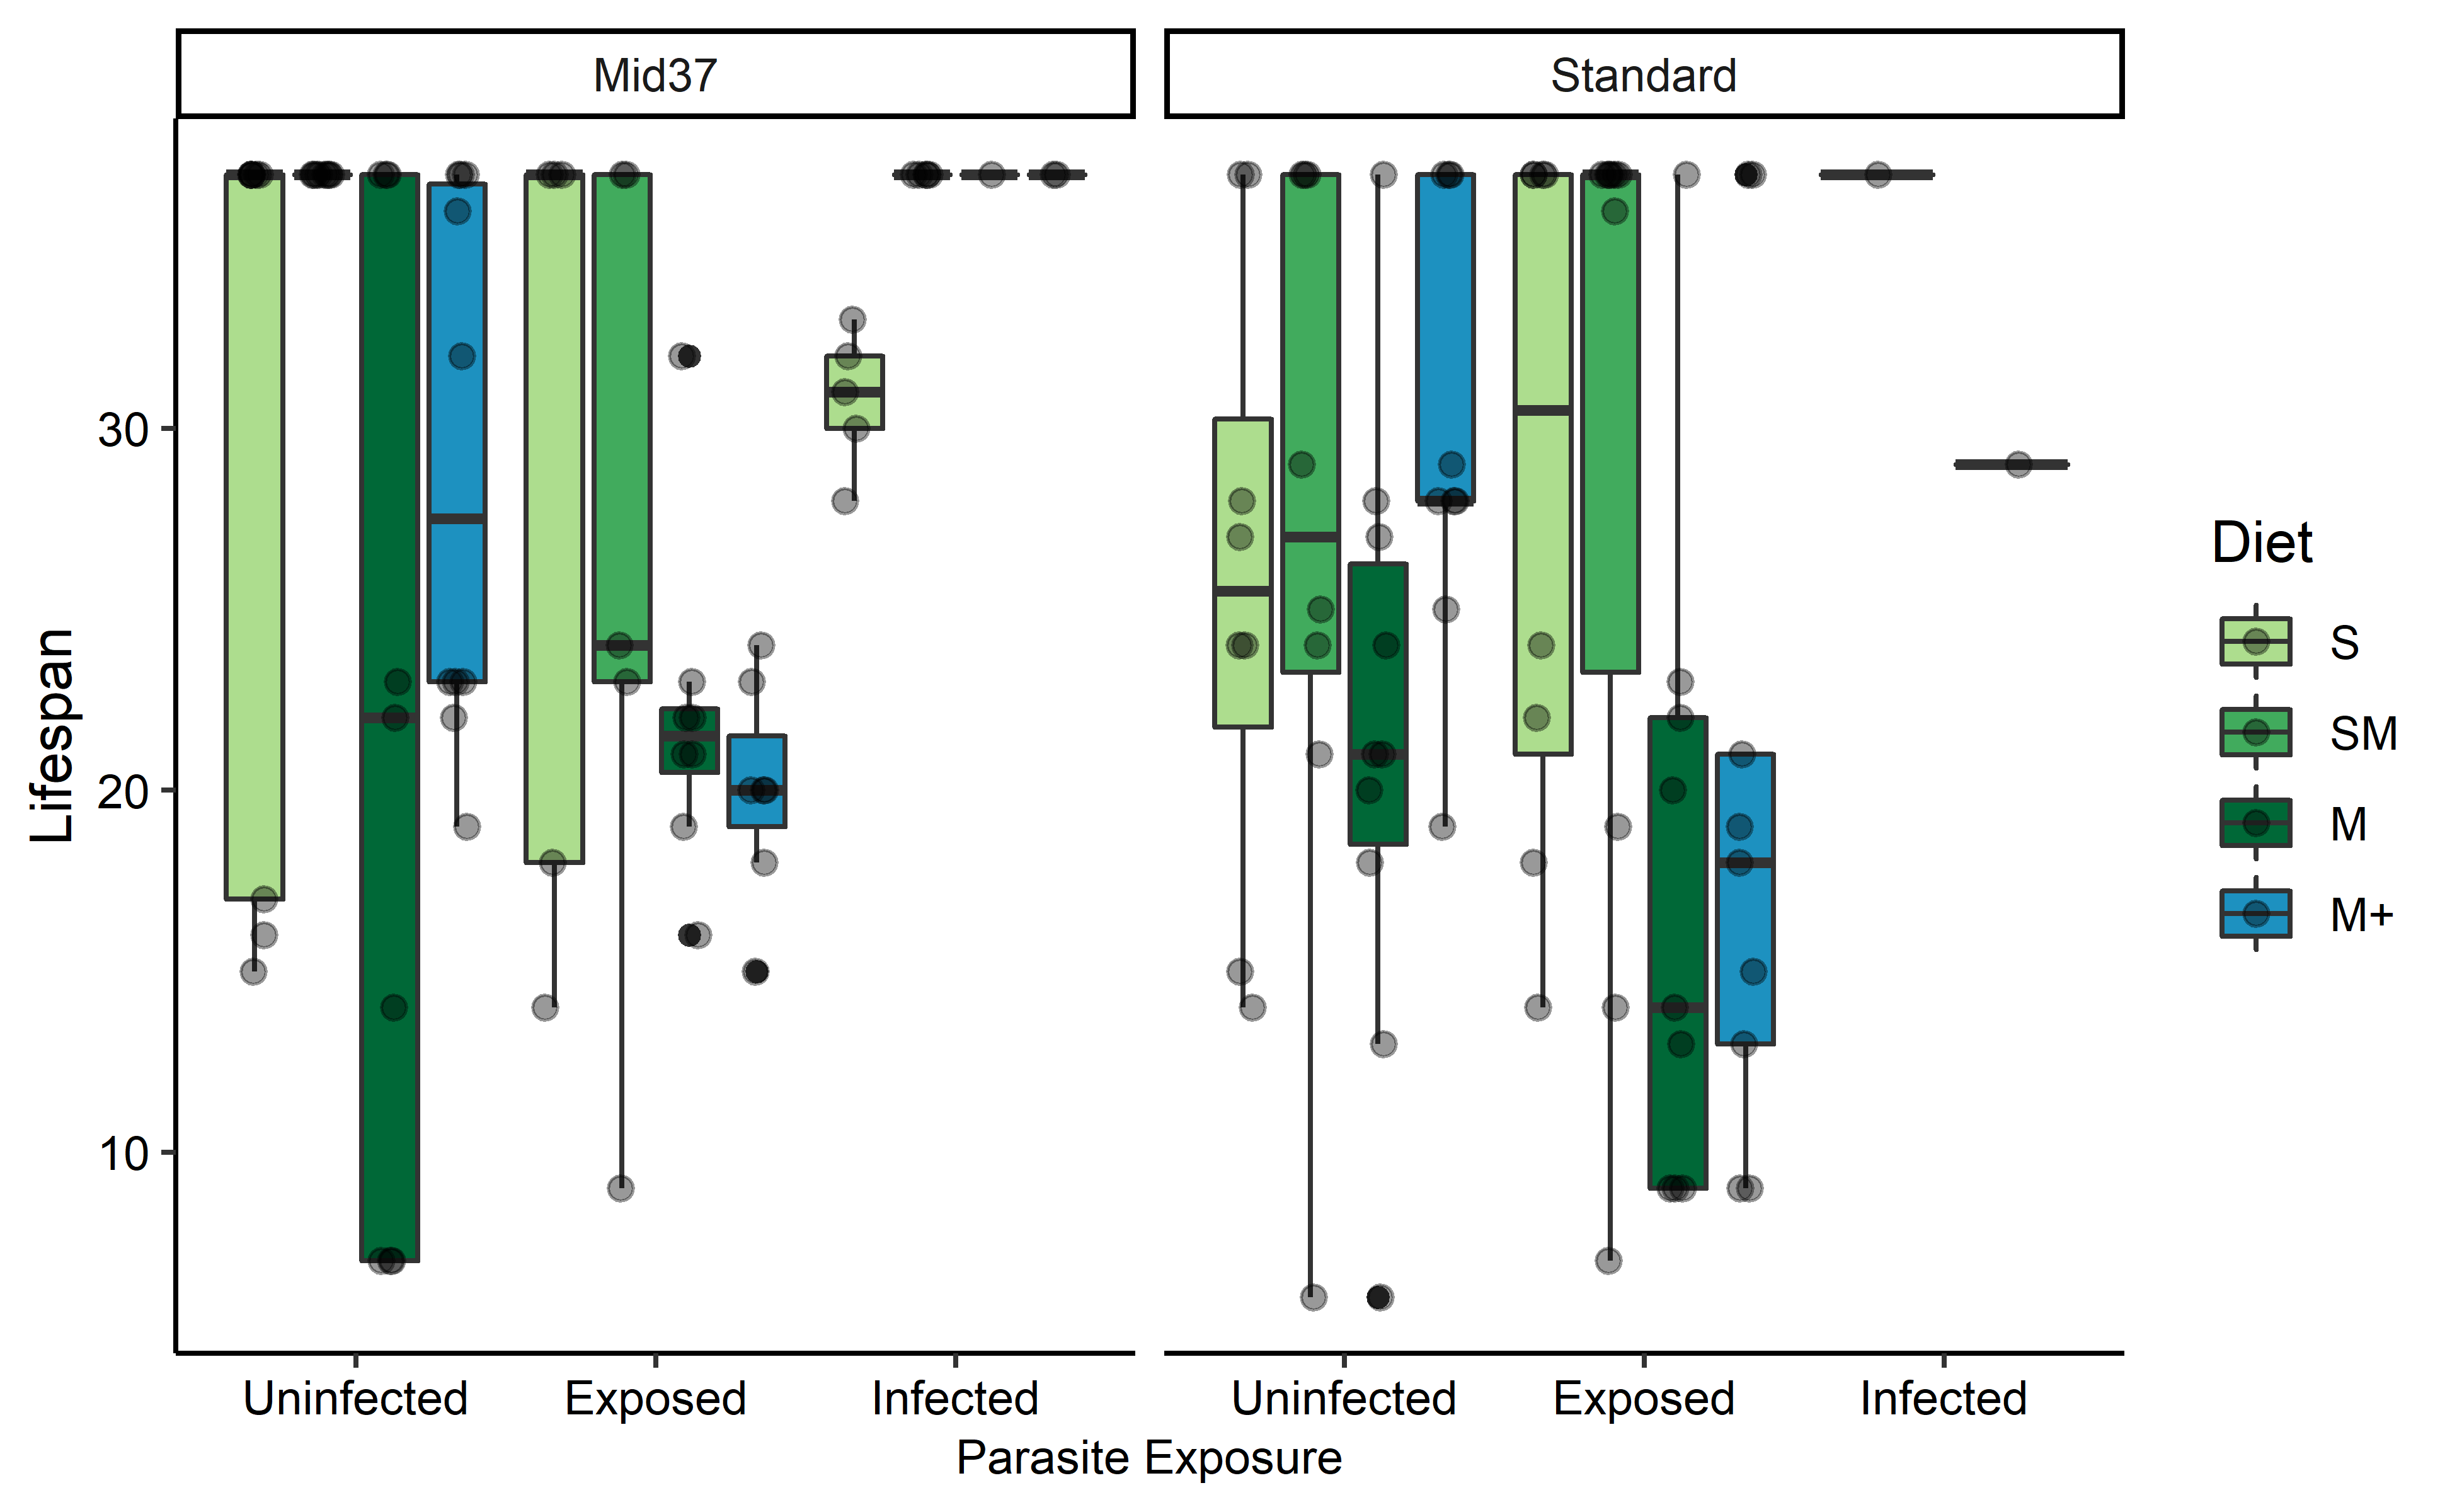 Mid37
Standard
Lifespan
30
20
10
Uninfected
Exposed
Infected
Uninfected
Exposed
Infected
Parasite Exposure
Diet
S
SM
M
M+